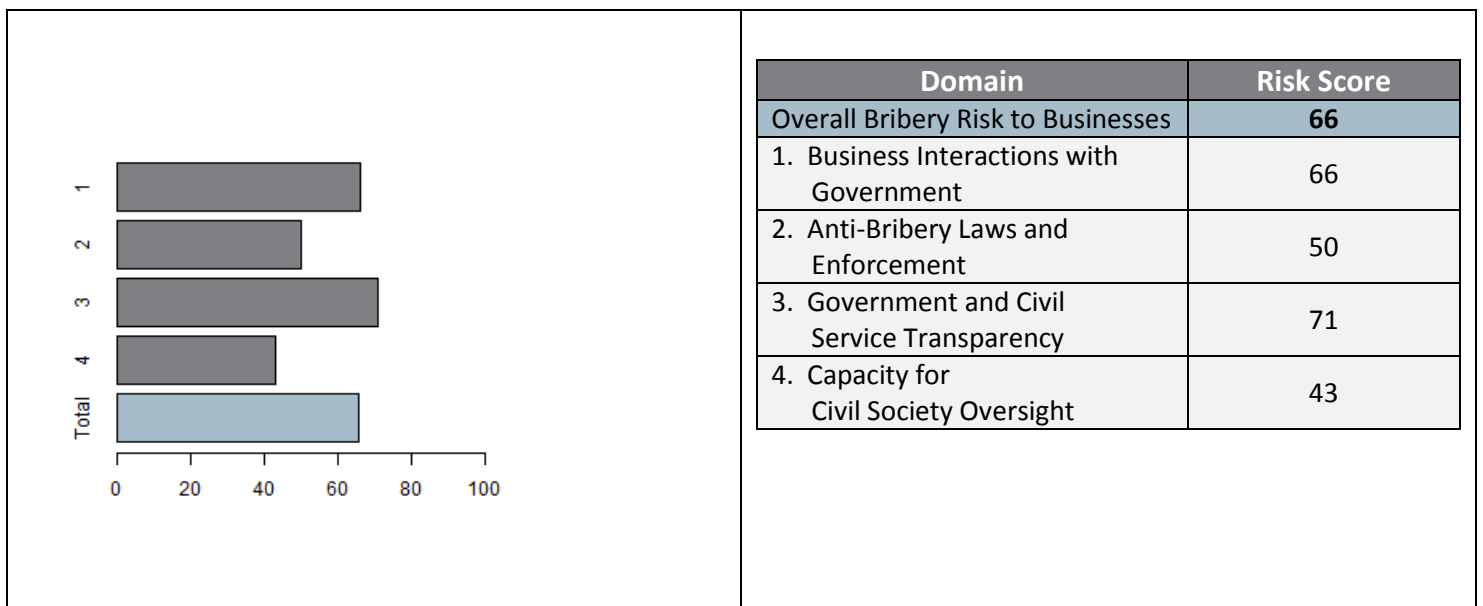 1
2
3
4
Total
0 20 40 60 80 100
Domain Risk Score
Overall Bribery Risk to Businesses 66
1. Business Interactions with
Government
66
2. Anti-Bribery Laws and
Enforcement
50
3. Government and Civil
Service Transparency
71
4. Capacity for
Civil Society Oversight
43